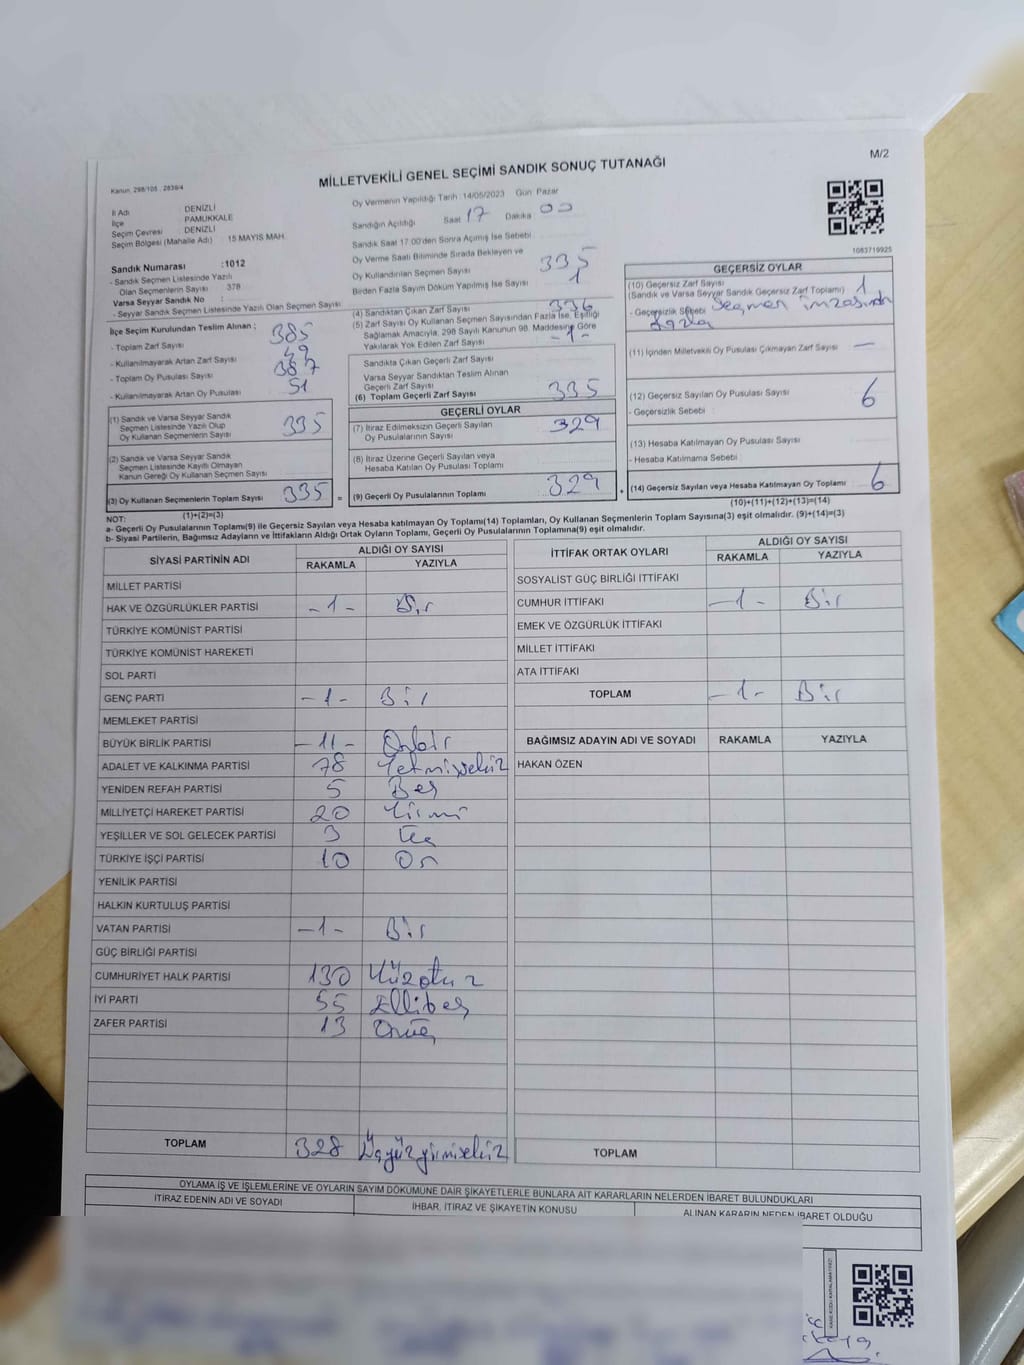 M/2
Kanun. 298/105 . 2839/4
MİLLETVEKİLİ GENEL SEÇİMİ SANDIK SONUÇ TUTANAĞI
İl Adı DENİZLİ
İlçe PAMUKKALE
Seçim Çevresi DENİZLİ
Seçim Bölgesi (Mahalle Adı) 15 MAYIS MAH.
Sandık Numarası :1012
- Sandık Seçmen Listesinde Yazılı
Olan Seçmenlerin Sayısı 378
Varsa Seyyar Sandık No :
- Seyyar Sandık Seçmen Listesinde Yazılı Olan Seçmen Sayısı :
İlçe Seçim Kurulundan Teslim Alınan ;
- Toplam Zarf Sayısı 385
- Kullanılmayarak Artan Zarf Sayısı 49
- Toplam Oy Pusulası Sayısı 387
- Kullanılmayarak Artan Oy Pusulası 51
(1) Sandık ve Varsa Seyyar Sandık
Seçmen Listesinde Yazılı Olup
Oy Kullanan Seçmenlerin Sayısı 335
(2) Sandık ve Varsa Seyyar Sandık
Seçmen Listesinde Kayıtlı Olmayan
Kanun Gereği Oy Kullanan Seçmen Sayısı
(3) Oy Kullanan Seçmenlerin Toplam Sayısı 335 =
(1)+(2)=(3)
Oy Vermenin Yapıldığı Tarih :14/05/2023 Gün Pazar
Sandığın Açıldığı Saat 17 Dakika 00
Sandık Saat 17.00'den Sonra Açılmış İse Sebebi
Oy Verme Saati Bitiminde Sırada Bekleyen ve
Oy Kullandırılan Seçmen Sayısı 335
Birden Fazla Sayım Döküm Yapılmış İse Sayısı 1
(4) Sandıktan Çıkan Zarf Sayısı 336
(5) Zarf Sayısı Oy Kullanan Seçmen Sayısından Fazla İse, Eşitliği
Sağlamak Amacıyla, 298 Sayılı Kanunun 98. Maddesine Göre
Yakılarak Yok Edilen Zarf Sayısı -1-
Sandıkta Çıkan Geçerli Zarf Sayısı
Varsa Seyyar Sandıktan Teslim Alınan
Geçerli Zarf Sayısı
(6) Toplam Geçerli Zarf Sayısı 335
GEÇERLİ OYLAR
(7) İtiraz Edilmeksizin Geçerli Sayılan
Oy Pusulalarının Sayısı 329
(8) İtiraz Üzerine Geçerli Sayılan veya
Hesaba Katılan Oy Pusulası Toplamı
(9) Geçerli Oy Pusulalarının Toplamı 329 +
1083719925
GEÇERSİZ OYLAR
(10) Geçersiz Zarf Sayısı
(Sandık ve Varsa Seyyar Sandık Geçersiz Zarf Toplamı) 1
- Geçersizlik Sebebi seçmen imzasından
fazla
(11) İçinden Milletvekili Oy Pusulası Çıkmayan Zarf Sayısı —
(12) Geçersiz Sayılan Oy Pusulası Sayısı 6
- Geçersizlik Sebebi
(13) Hesaba Katılmayan Oy Pusulası Sayısı
- Hesaba Katılmama Sebebi
(14) Geçersiz Sayılan veya Hesaba Katılmayan Oy Toplamı 6
(10)+(11)+(12)+(13)=(14)
NOT:
a- Geçerli Oy Pusulalarının Toplamı(9) ile Geçersiz Sayılan veya Hesaba katılmayan Oy Toplamı(14) Toplamları, Oy Kullanan Seçmenlerin Toplam Sayısına(3) eşit olmalıdır. (9)+(14)=(3)
b- Siyasi Partilerin, Bağımsız Adayların ve İttifakların Aldığı Ortak Oyların Toplamı, Geçerli Oy Pusulalarının Toplamına(9) eşit olmalıdır.
SİYASİ PARTİNİN ADI ALDIĞI OY SAYISI
RAKAMLA YAZIYLA
MİLLET PARTİSİ
HAK VE ÖZGÜRLÜKLER PARTİSİ -1- Bir
TÜRKİYE KOMÜNİST PARTİSİ
TÜRKİYE KOMÜNİST HAREKETİ
SOL PARTİ
GENÇ PARTİ -1- Bir
MEMLEKET PARTİSİ
BÜYÜK BİRLİK PARTİSİ -11- Onbir
ADALET VE KALKINMA PARTİSİ 78 Yetmişsekiz
YENİDEN REFAH PARTİSİ 5 Beş
MİLLİYETÇİ HAREKET PARTİSİ 20 Yirmi
YEŞİLLER VE SOL GELECEK PARTİSİ 3 Üç
TÜRKİYE İŞÇİ PARTİSİ 10 On
YENİLİK PARTİSİ
HALKIN KURTULUŞ PARTİSİ
VATAN PARTİSİ -1- Bir
GÜÇ BİRLİĞİ PARTİSİ
CUMHURİYET HALK PARTİSİ 130 Yüzotuz
İYİ PARTİ 55 Ellibeş
ZAFER PARTİSİ 13 Onüç
TOPLAM 328 Üçyüzyirmisekiz
İTTİFAK ORTAK OYLARI ALDIĞI OY SAYISI
RAKAMLA YAZIYLA
SOSYALİST GÜÇ BİRLİĞİ İTTİFAKI
CUMHUR İTTİFAKI -1- Bir
EMEK VE ÖZGÜRLÜK İTTİFAKI
MİLLET İTTİFAKI
ATA İTTİFAKI
TOPLAM -1- Bir
BAĞIMSIZ ADAYIN ADI VE SOYADI RAKAMLA YAZIYLA
HAKAN ÖZEN
TOPLAM
OYLAMA İŞ VE İŞLEMLERİNE VE OYLARIN SAYIM DÖKÜMÜNE DAİR ŞİKAYETLERLE BUNLARA AİT KARARLARIN NELERDEN İBARET BULUNDUKLARI
İTİRAZ EDENİN ADI VE SOYADI İHBAR, İTİRAZ VE ŞİKAYETİN KONUSU ALINAN KARARIN NEDEN İBARET OLDUĞU